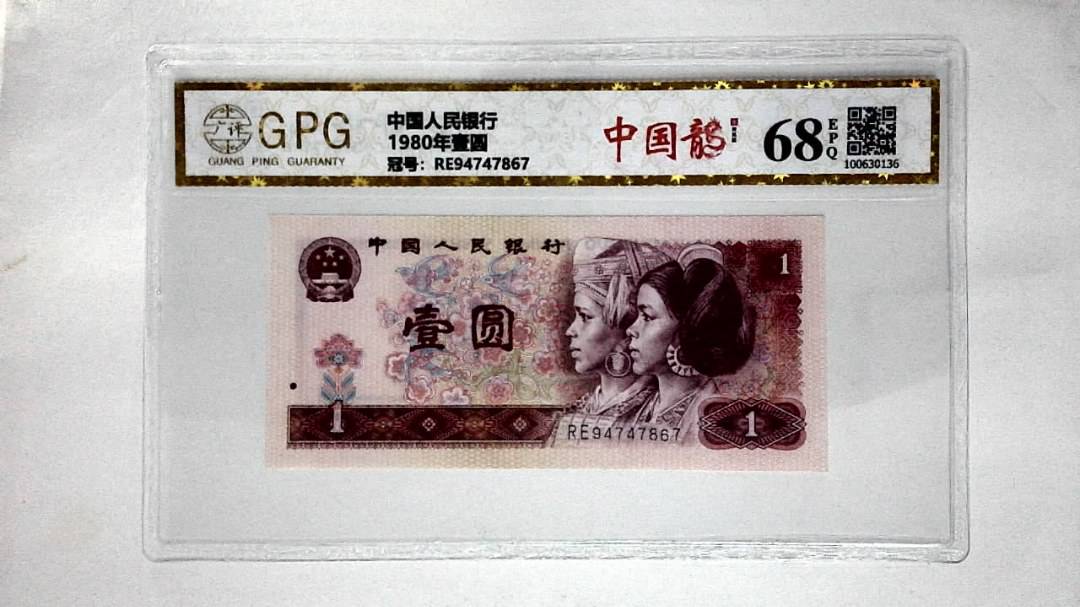 GPG
GUANG PING GUARANTY
中国人民银行
1980年壹圆
冠号：RE94747867
中国龙
68
EPQ
100630136
中国人民银行
1
壹圆
1
RE94747867
1